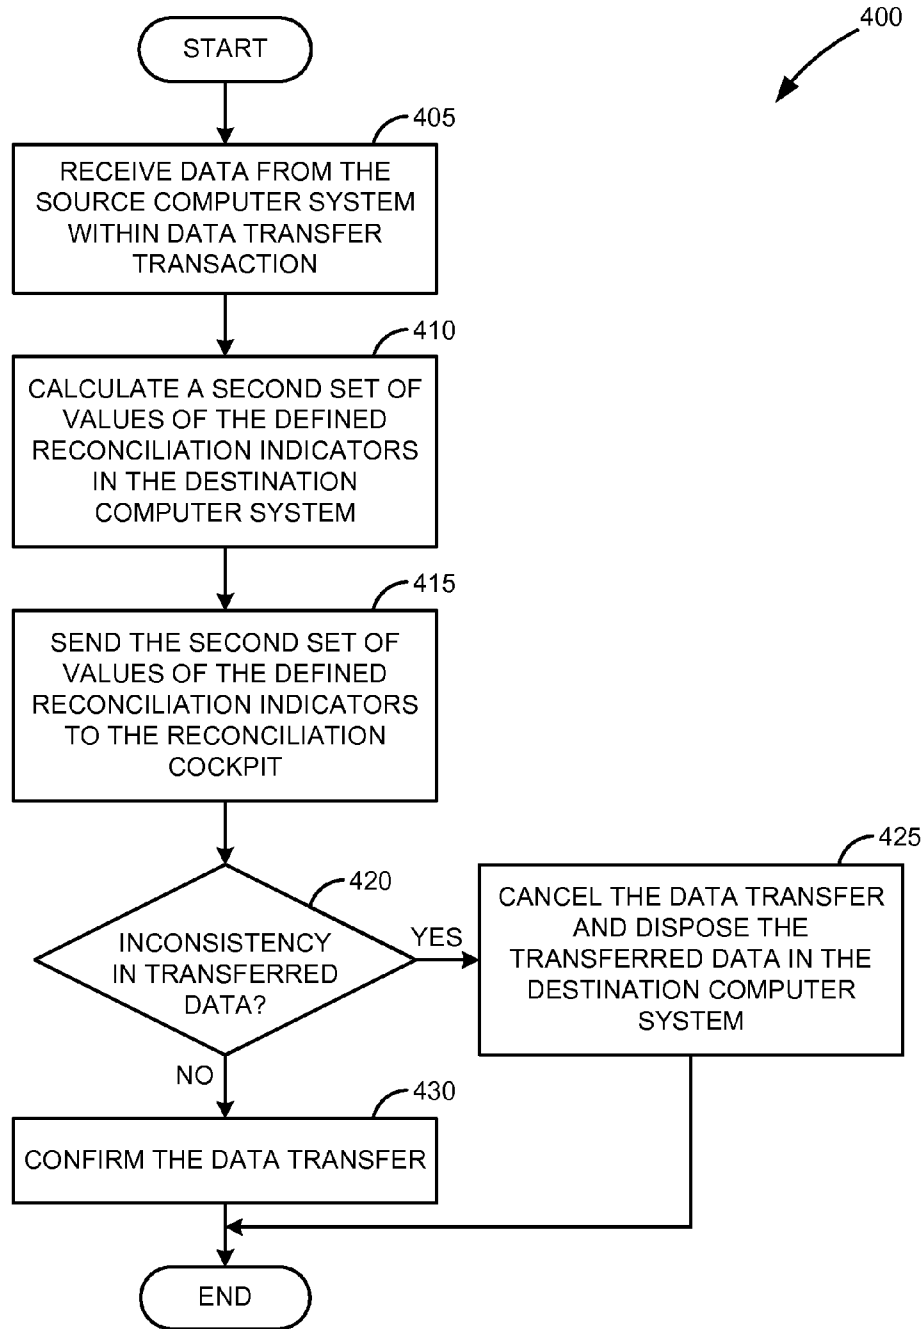 START
400
405
RECEIVE DATA FROM THE
SOURCE COMPUTER SYSTEM
WITHIN DATA TRANSFER
TRANSACTION
410
CALCULATE A SECOND SET OF
VALUES OF THE DEFINED
RECONCILIATION INDICATORS
IN THE DESTINATION
COMPUTER SYSTEM
415
SEND THE SECOND SET OF
VALUES OF THE DEFINED
RECONCILIATION INDICATORS
TO THE RECONCILIATION
COCKPIT
420
INCONSISTENCY
IN TRANSFERRED
DATA?
YES
425
CANCEL THE DATA TRANSFER
AND DISPOSE THE
TRANSFERRED DATA IN THE
DESTINATION COMPUTER
SYSTEM
NO
430
CONFIRM THE DATA TRANSFER
END